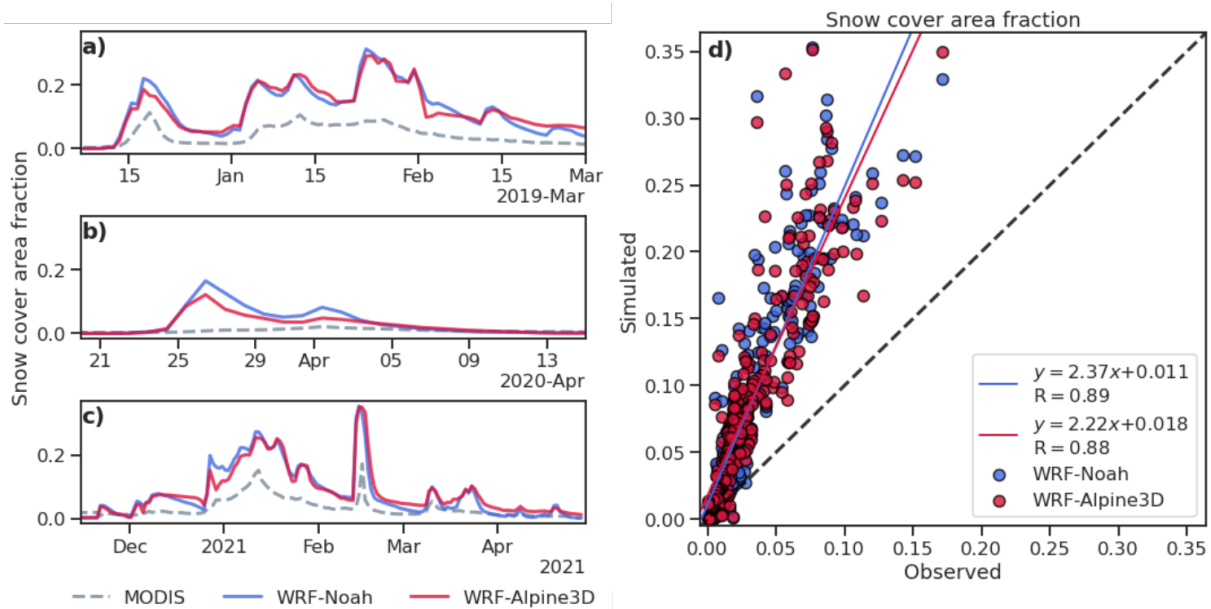 Snow cover area fraction
a)
0.2
0.0
15
Jan
15
Feb
15
Mar
2019-Mar
b)
0.2
0.0
21
25
29
Apr
05
09
13
2020-Apr
c)
0.2
0.0
Dec
2021
Feb
Mar
Apr
2021
MODIS
WRF-Noah
WRF-Alpine3D
Snow cover area fraction
d)
Simulated
0.35
0.30
0.25
0.20
0.15
0.10
0.05
0.00
y = 2.37x+0.011
R = 0.89
y = 2.22x+0.018
R = 0.88
WRF-Noah
WRF-Alpine3D
0.00 0.05 0.10 0.15 0.20 0.25 0.30 0.35
Observed